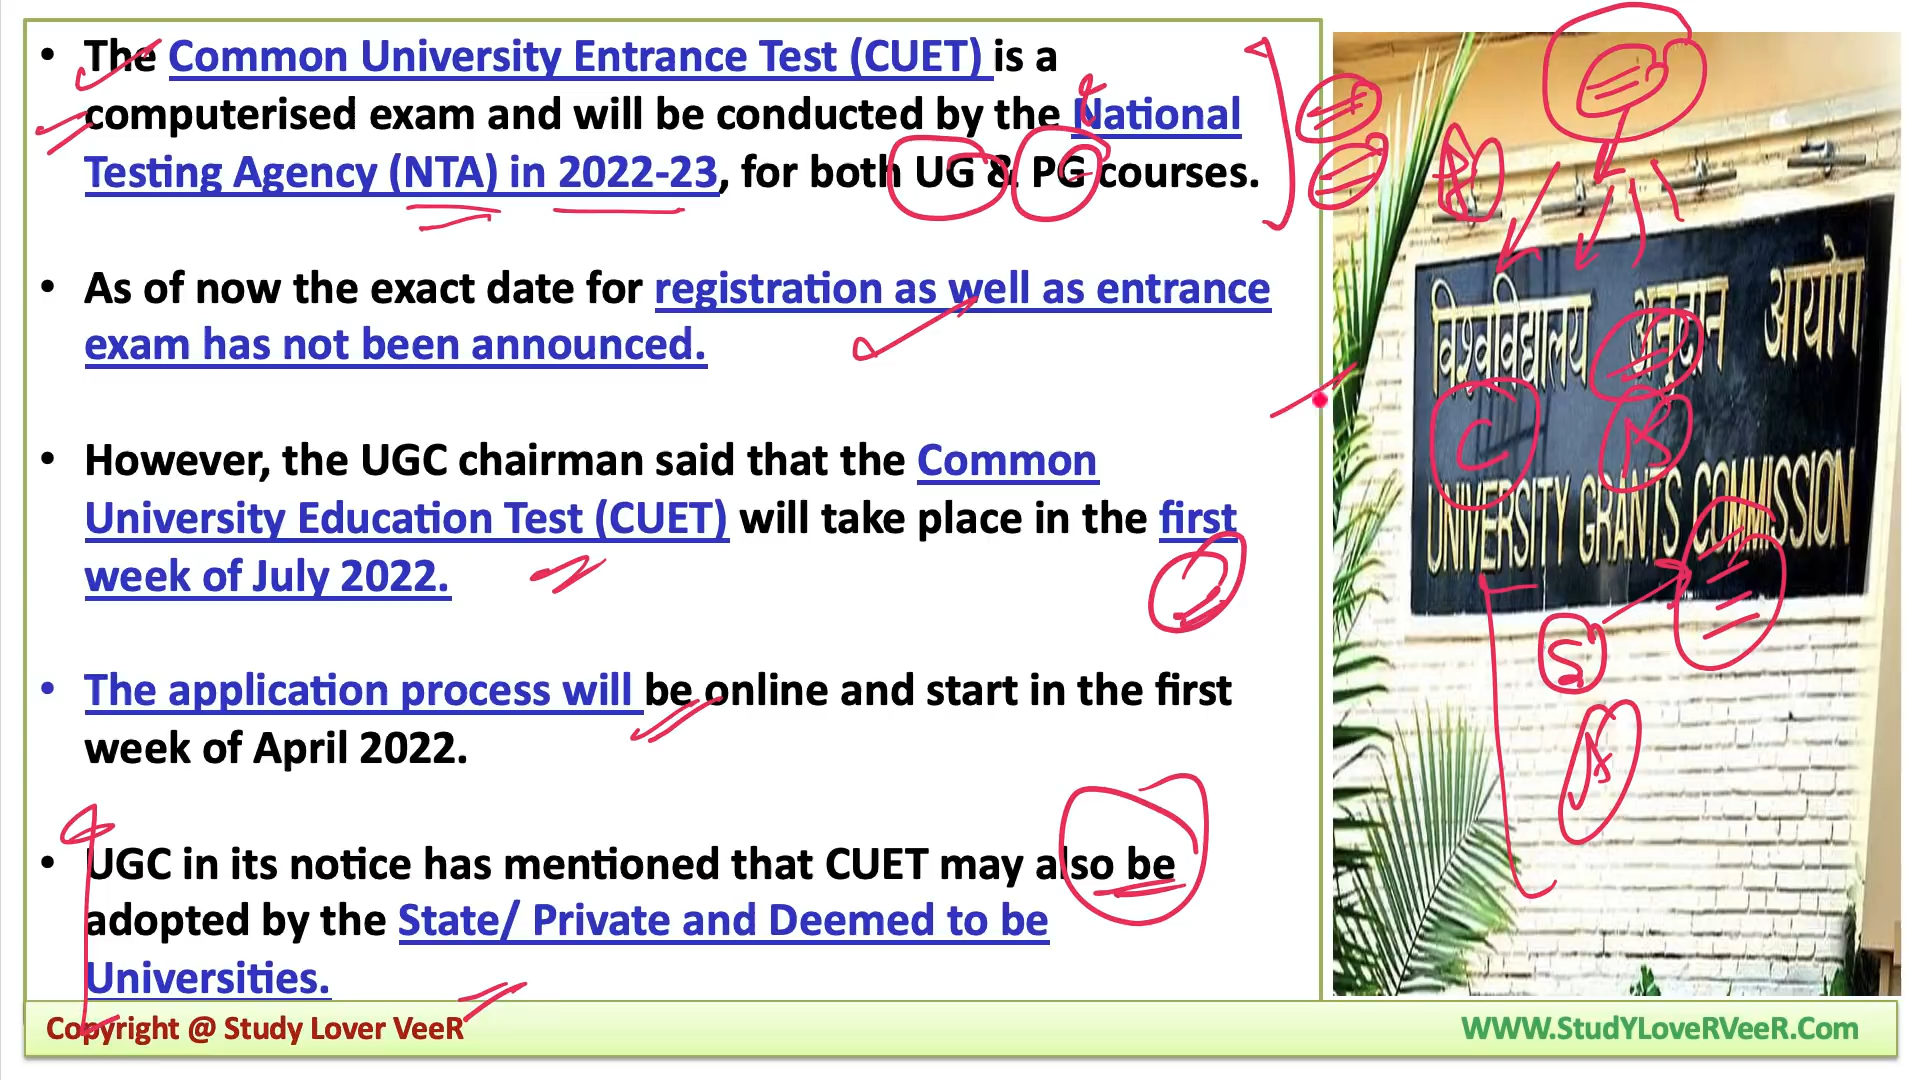 • The Common University Entrance Test (CUET) is a
computerised exam and will be conducted by the National
Testing Agency (NTA) in 2022-23, for both UG & PG courses.
• As of now the exact date for registration as well as entrance
exam has not been announced.
• However, the UGC chairman said that the Common
University Education Test (CUET) will take place in the first
week of July 2022.
• The application process will be online and start in the first
week of April 2022.
• UGC in its notice has mentioned that CUET may also be
adopted by the State/ Private and Deemed to be
Universities.
विश्वविद्यालय अनुदान आयोग
C
UNIVERSITY GRANTS COMMISSION
S
Copyright @ Study Lover VeeR
WWW.StudYLoveRVeeR.Com